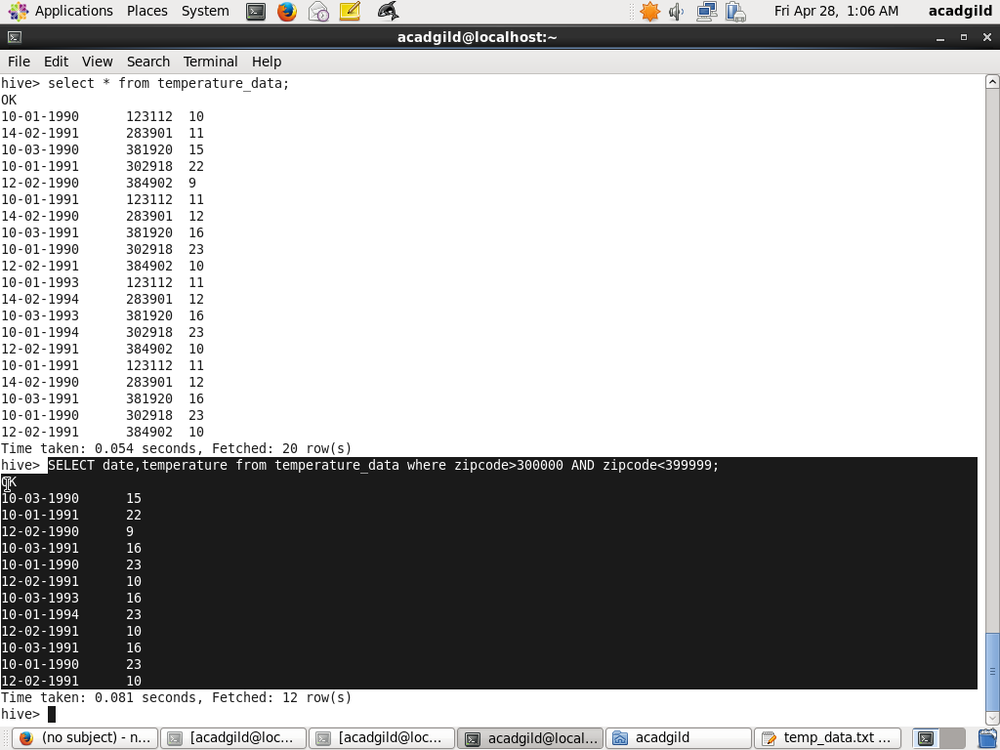 Applications Places System Fri Apr 28, 1:06 AM acadgild
acadgild@localhost:~
File Edit View Search Terminal Help
hive> select * from temperature_data;
OK
10-01-1990 123112 10
14-02-1991 283901 11
10-03-1990 381920 15
10-01-1991 302918 22
12-02-1990 384902 9
10-01-1991 123112 11
14-02-1990 283901 12
10-03-1991 381920 16
10-01-1990 302918 23
12-02-1991 384902 10
10-01-1993 123112 11
14-02-1994 283901 12
10-03-1993 381920 16
10-01-1994 302918 23
12-02-1991 384902 10
10-01-1991 123112 11
14-02-1990 283901 12
10-03-1991 381920 16
10-01-1990 302918 23
12-02-1991 384902 10
Time taken: 0.054 seconds, Fetched: 20 row(s)
hive> SELECT date,temperature from temperature_data where zipcode>300000 AND zipcode<399999;
OK
10-03-1990 15
10-01-1991 22
12-02-1990 9
10-03-1991 16
10-01-1990 23
12-02-1991 10
10-03-1993 16
10-01-1994 23
12-02-1991 10
10-03-1991 16
10-01-1990 23
12-02-1991 10
Time taken: 0.081 seconds, Fetched: 12 row(s)
hive>
(no subject) - n... [acadgild@loc... [acadgild@loc... acadgild@local... acadgild temp_data.txt ...